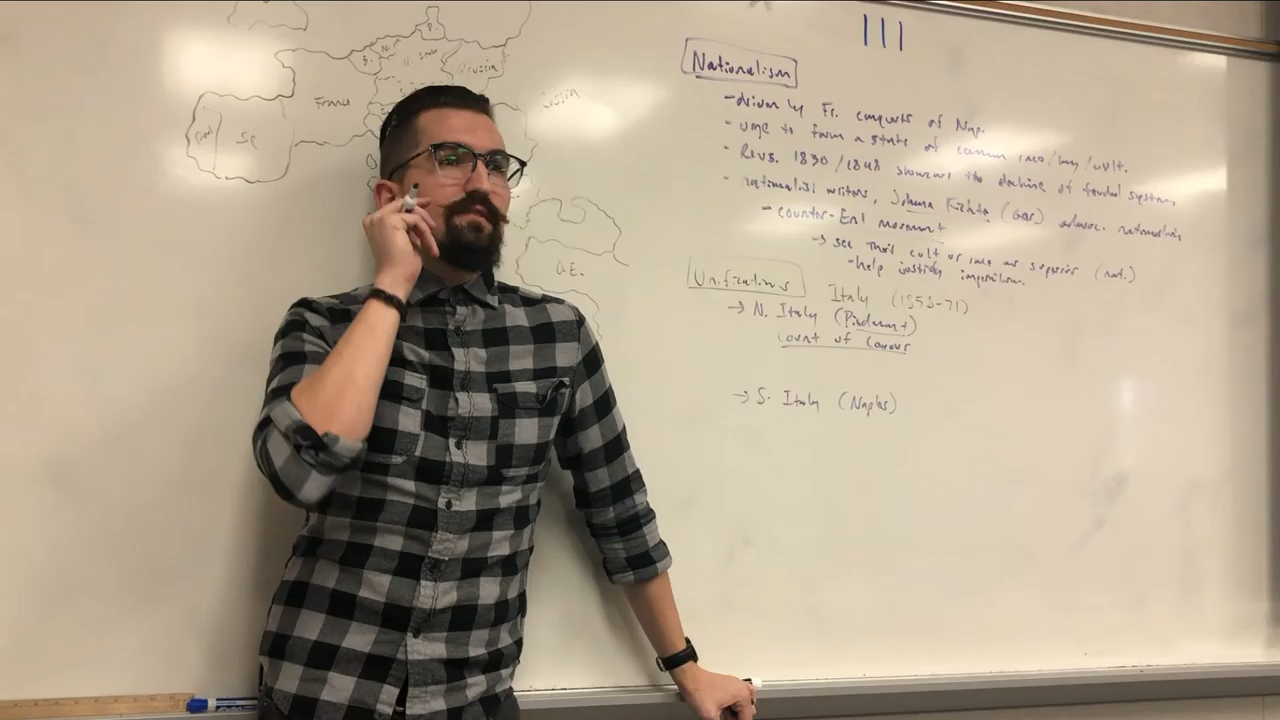 III
P.
N. S
Prussia
France
Russia
Port
Sp
O.E.
Nationalism
- driven by Fr. conquests of Nap.
- urge to form a state of common race/lang/cult.
- Revs. 1830/1848 showcased the decline of feudal systems
- nationalist writers, Johann Fichte (Ger) advanc. nationalism
- counter-Enl movement
→ see their cult or race as superior (nat.)
- help justify imperialism.
Unifications Italy (1858-71)
→ N. Italy (Piedmont)
Count of Cavour
→ S. Italy (Naples)